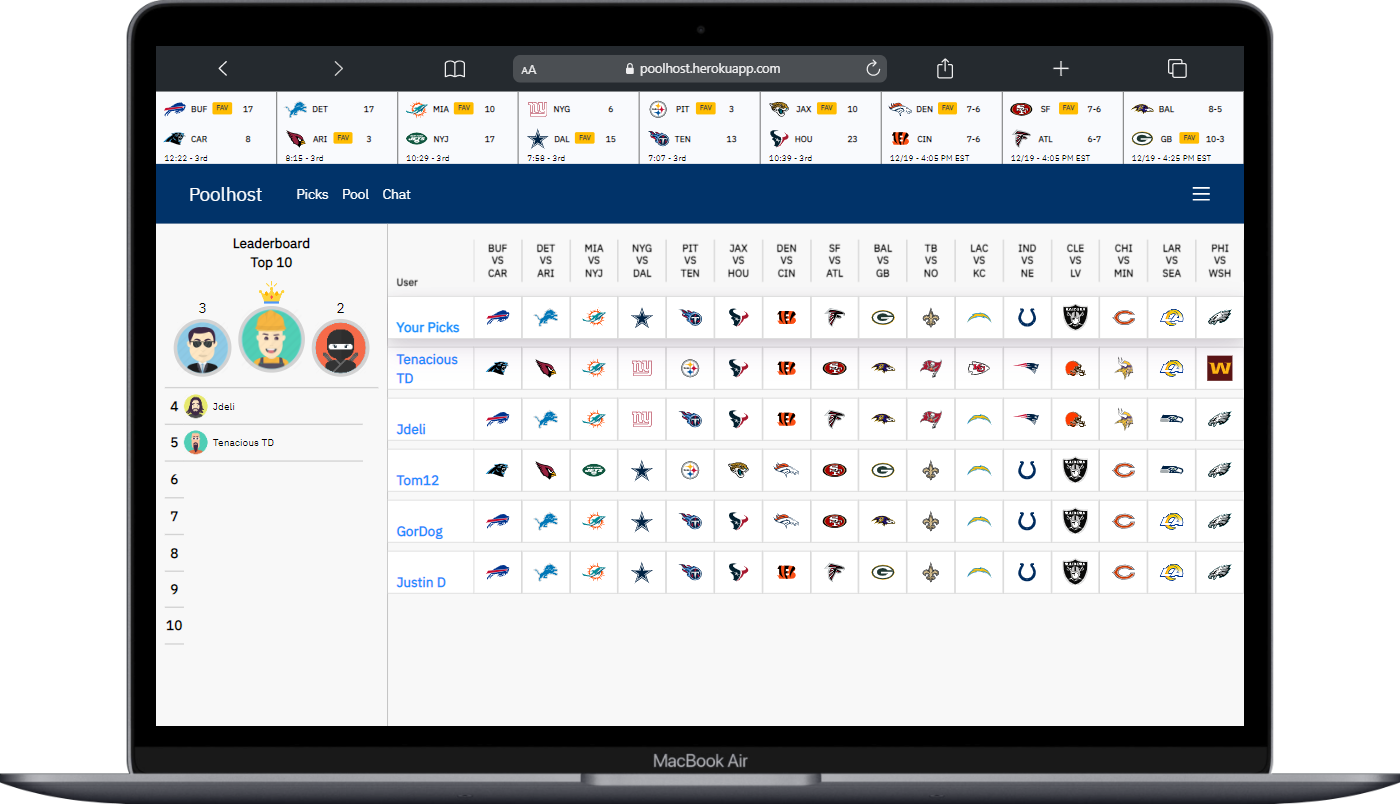 AA poolhost.herokuapp.com
BUF FAV 17
CAR 8
12:22 - 3rd
DET 17
ARI FAV 3
8:15 - 3rd
MIA FAV 10
NYJ 17
10:29 - 3rd
NYG 6
DAL FAV 15
7:58 - 3rd
PIT FAV 3
TEN 13
7:07 - 3rd
JAX FAV 10
HOU 23
10:39 - 3rd
DEN FAV 7-6
CIN 7-6
12/19 - 4:05 PM EST
SF FAV 7-6
ATL 6-7
12/19 - 4:05 PM EST
BAL 8-5
GB FAV 10-3
12/19 - 4:25 PM EST
Poolhost Picks Pool Chat
Leaderboard
Top 10
3
2
4 Jdeli
5 Tenacious TD
6
7
8
9
10
User
BUF VS CAR
DET VS ARI
MIA VS NYJ
NYG VS DAL
PIT VS TEN
JAX VS HOU
DEN VS CIN
SF VS ATL
BAL VS GB
TB VS NO
LAC VS KC
IND VS NE
CLE VS LV
CHI VS MIN
LAR VS SEA
PHI VS WSH
Your Picks
Tenacious
TD
Jdeli
Tom12
GorDog
Justin D
MacBook Air